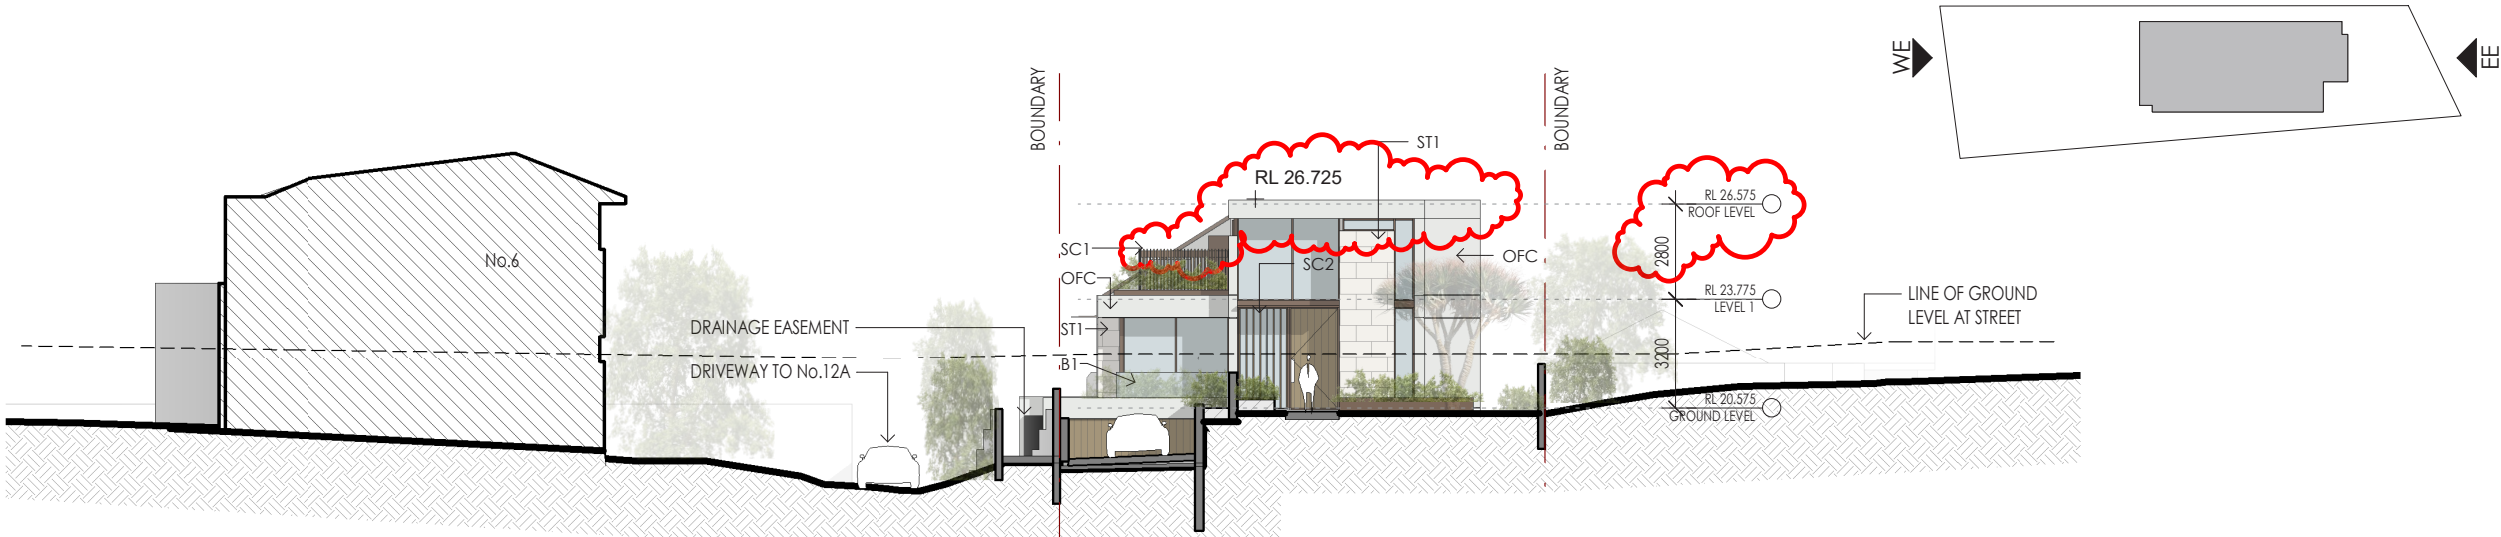 WE
EE
BOUNDARY
BOUNDARY
ST1
RL 26.725
RL 26.575
ROOF LEVEL
SC1
OFC
2800
No.6
SC2
OFC
RL 23.775
LEVEL 1
LINE OF GROUND
LEVEL AT STREET
DRAINAGE EASEMENT
ST1
3200
B1
DRIVEWAY TO No.12A
RL 20.575
GROUND LEVEL